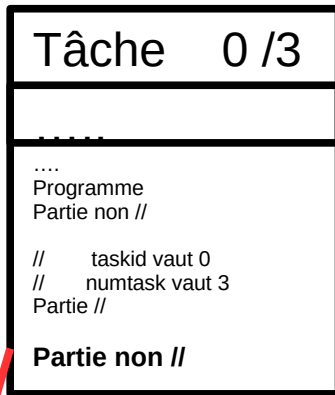 Tâche 0 /3
.....
....
Programme
Partie non //
// taskid vaut 0
// numtask vaut 3
Partie //
Partie non //